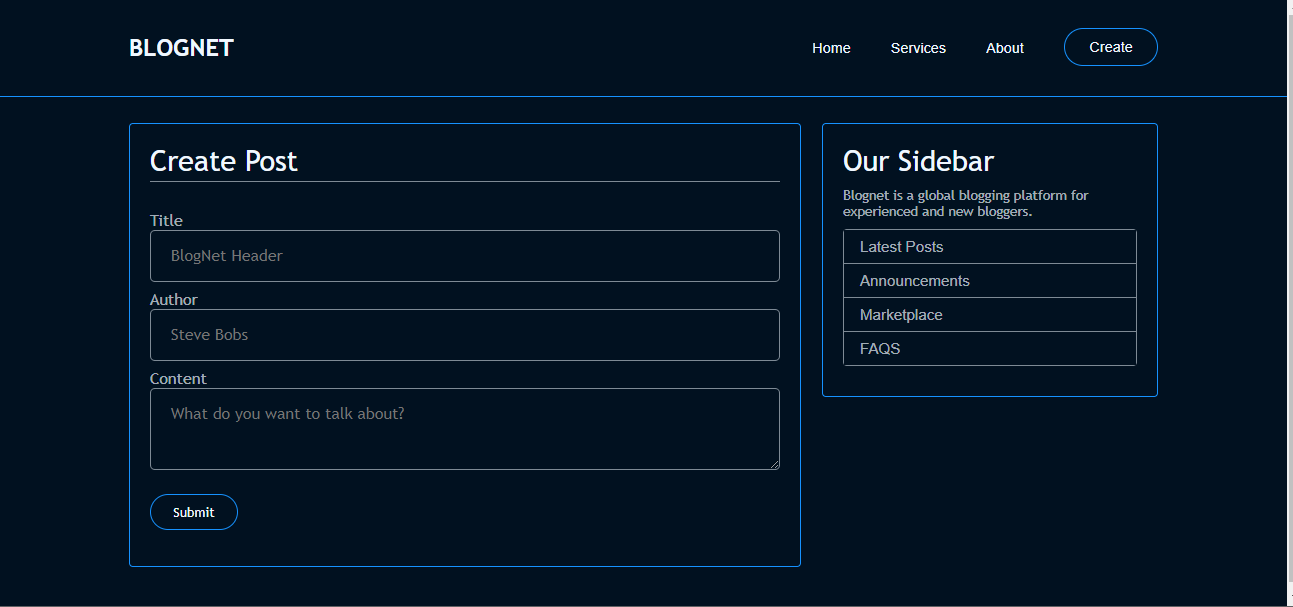 BLOGNET
Home
Services
About
Create
Create Post
Title
BlogNet Header
Author
Steve Bobs
Content
What do you want to talk about?
Submit
Our Sidebar
Blognet is a global blogging platform for
experienced and new bloggers.
Latest Posts
Announcements
Marketplace
FAQS